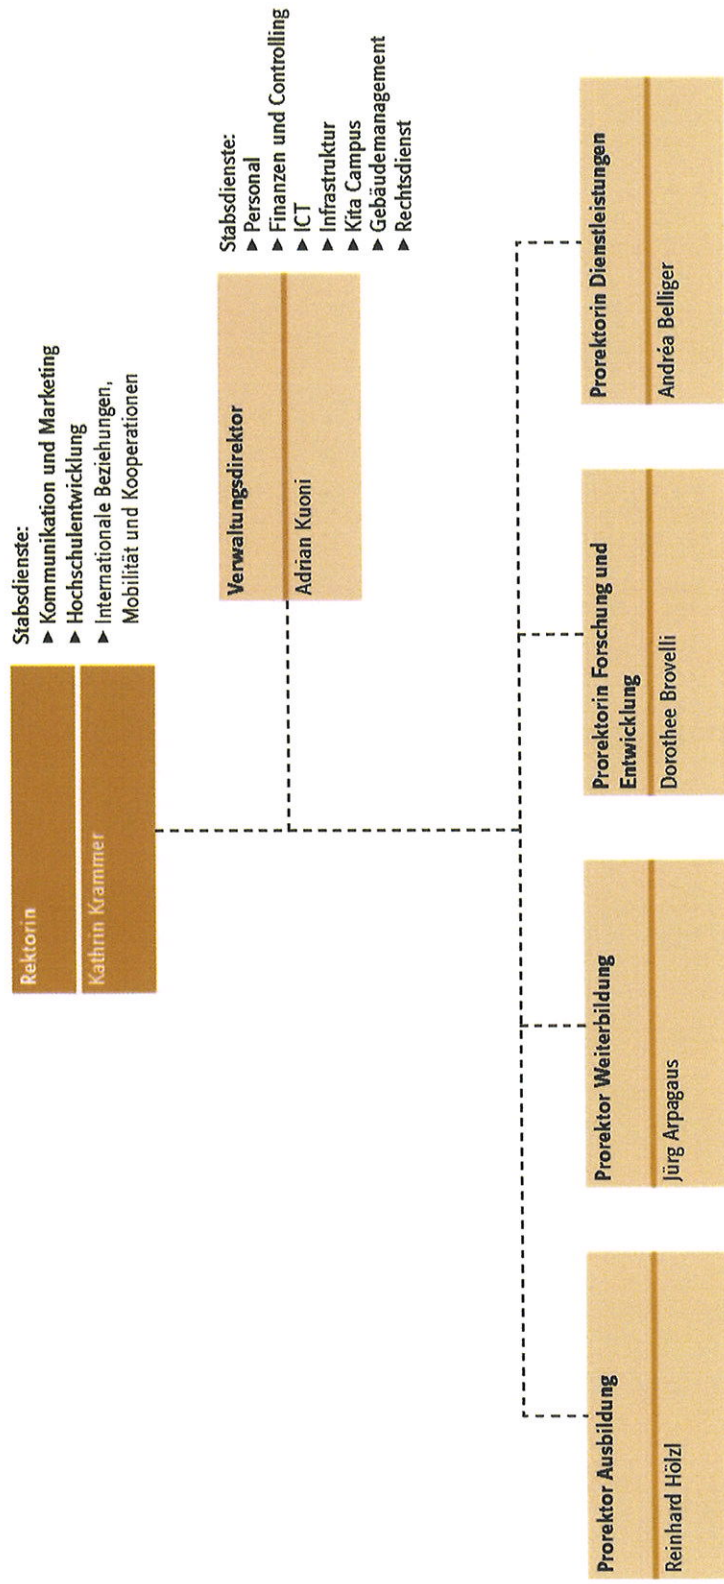 Rektorin
Kathrin Krammer
Stabsdienste:
► Kommunikation und Marketing
► Hochschulentwicklung
► Internationale Beziehungen,
Mobilität und Kooperationen
Verwaltungsdirektor
Adrian Kuoni
Stabsdienste:
► Personal
► Finanzen und Controlling
► ICT
► Infrastruktur
► Kita Campus
► Gebäudemanagement
► Rechtsdienst
Prorektor Ausbildung
Reinhard Hölzl
Prorektor Weiterbildung
Jürg Arpagaus
Prorektorin Forschung und
Entwicklung
Dorothee Brovelli
Prorektorin Dienstleistungen
Andréa Belliger